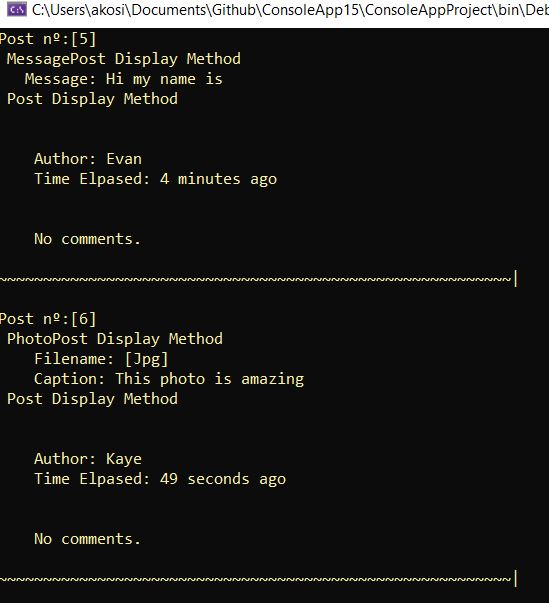 C:\Users\akosi\Documents\Github\ConsoleApp15\ConsoleAppProject\bin\Deb
Post nº:[5]
MessagePost Display Method
Message: Hi my name is
Post Display Method
Author: Evan
Time Elpased: 4 minutes ago
No comments.
~~~~~~~~~~~~~~~~~~~~~~~~~~~~~~~~~~~~~~~~~~~~~~~~~~~~~~~~~|
Post nº:[6]
PhotoPost Display Method
Filename: [Jpg]
Caption: This photo is amazing
Post Display Method
Author: Kaye
Time Elpased: 49 seconds ago
No comments.
~~~~~~~~~~~~~~~~~~~~~~~~~~~~~~~~~~~~~~~~~~~~~~~~~~~~~~~~~|